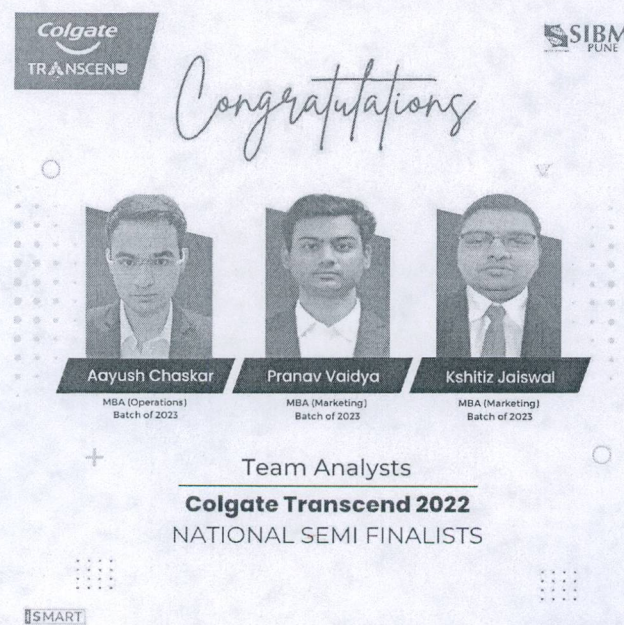 Colgate
TRANSCEND
SIBM
PUNE
Congratulations
Aayush Chaskar
MBA (Operations)
Batch of 2023
Pranav Vaidya
MBA (Marketing)
Batch of 2023
Kshitiz Jaiswal
MBA (Marketing)
Batch of 2023
Team Analysts
Colgate Transcend 2022
NATIONAL SEMI FINALISTS
iSMART